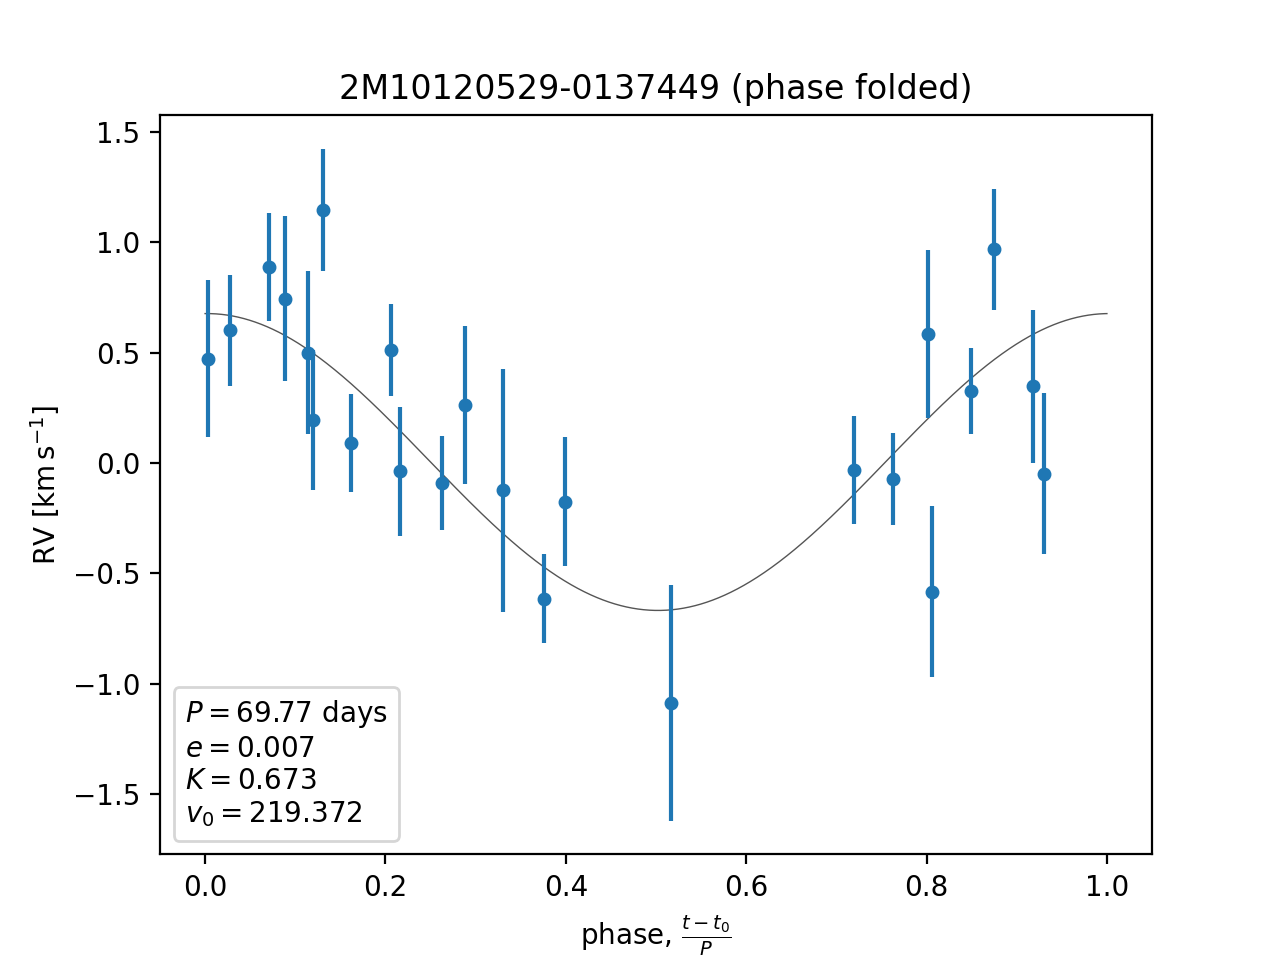 2M10120529-0137449 (phase folded)
1.5
1.0
0.5
0.0
−0.5
−1.0
−1.5
RV [km s⁻¹]
P = 69.77 days
e = 0.007
K = 0.673
v₀ = 219.372
0.0 0.2 0.4 0.6 0.8 1.0
phase, (t − t₀)/P